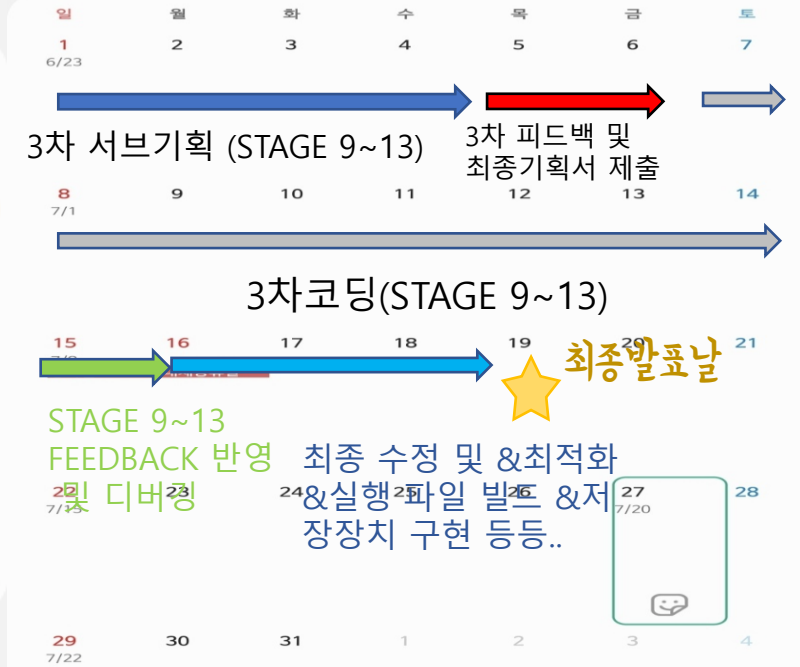 일 월 화 수 목 금 토
1 2 3 4 5 6 7
6/23
3차 서브기획 (STAGE 9~13)
3차 피드백 및
최종기획서 제출
8 9 10 11 12 13 14
7/1
3차코딩(STAGE 9~13)
15 16 17 18 19 20 21
최종발표날
STAGE 9~13
FEEDBACK 반영
및 디버깅
최종 수정 및 &최적화
&실행 파일 빌드 &저
장장치 구현 등등..
22 23 24 25 26 27 28
7/15 7/20
29 30 31 1 2 3 4
7/22